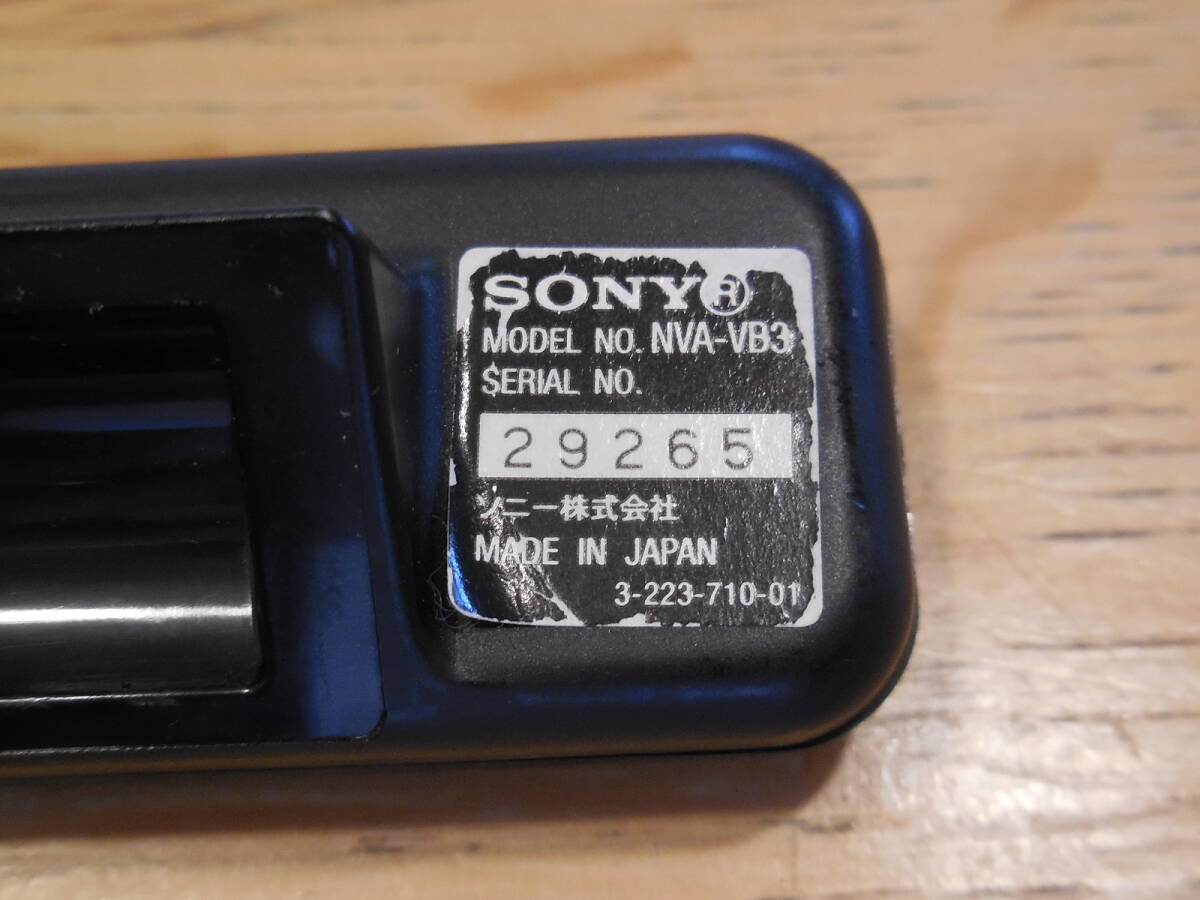 SONY®
MODEL NO. NVA-VB3
SERIAL NO.
29265
ソニー株式会社
MADE IN JAPAN
3-223-710-01